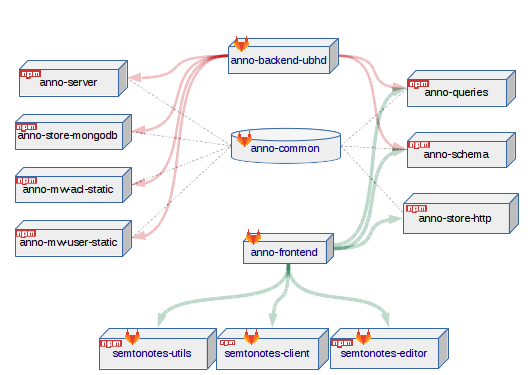 anno-backend-ubhd
npm
anno-server
npm
anno-queries
npm
anno-store-mongodb
anno-common
npm
anno-schema
npm
anno-mw-acl-static
npm
anno-store-http
npm
anno-mw-user-static
anno-frontend
npm
semtonotes-utils
npm
semtonotes-client
npm
semtonotes-editor